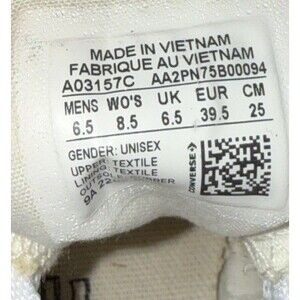 MADE IN VIETNAM
FABRIQUE AU VIETNAM
A03157C AA2PN75B00094
MENS WO'S UK EUR CM
6.5 8.5 6.5 39.5 25
GENDER: UNISEX
UPPER: TEXTILE
LINING: TEXTILE
CONVERSE